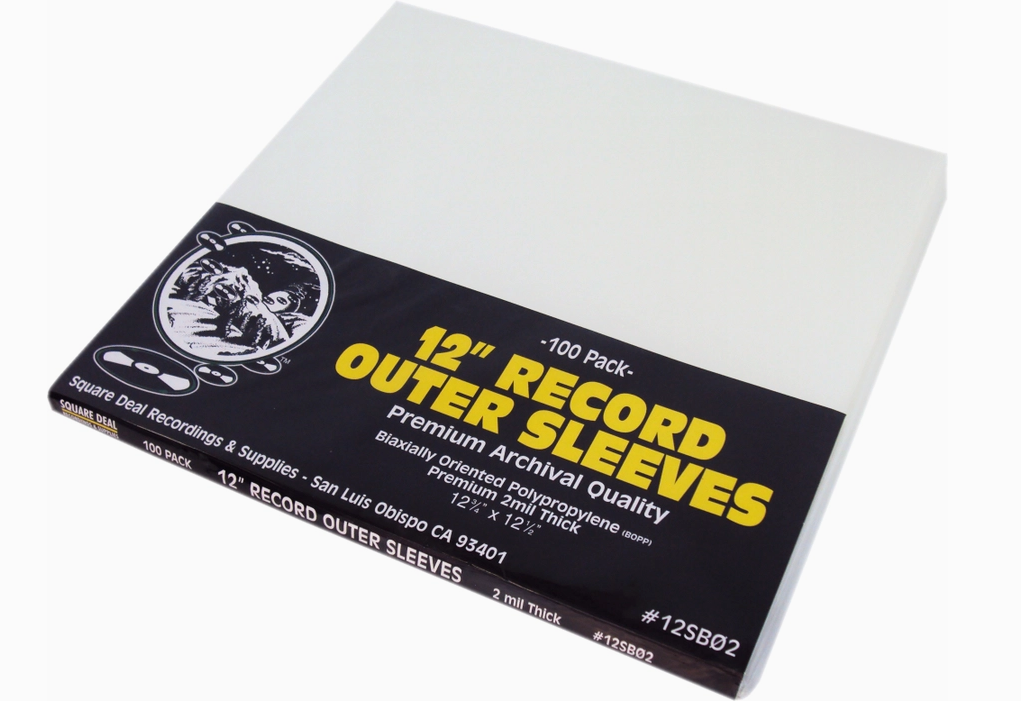 -100 Pack-
12" RECORD
OUTER SLEEVES
Premium Archival Quality
Biaxially Oriented Polypropylene (BOPP)
Premium 2mil Thick
12¾" x 12½"
TM
Square Deal Recordings & Supplies - San Luis Obispo CA 93401
#12SBØ2
SQUARE DEAL
100 PACK
12" RECORD OUTER SLEEVES
2 mil Thick
#12SBØ2